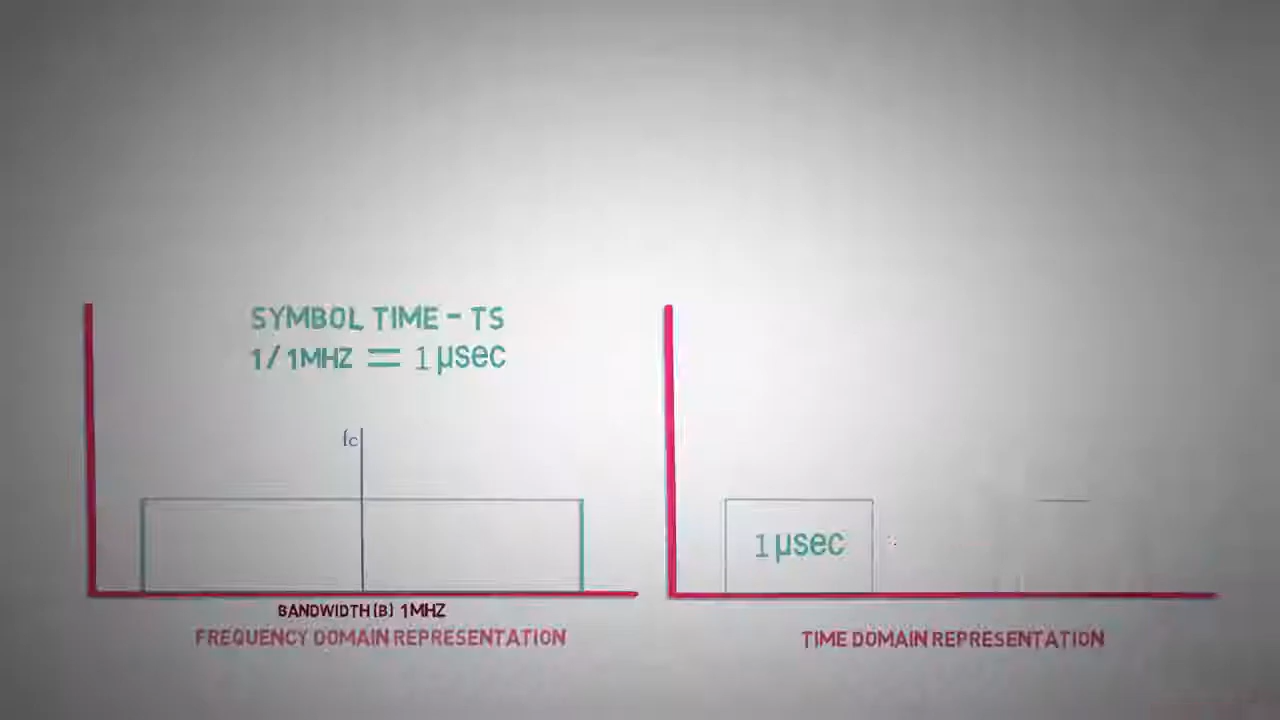 SYMBOL TIME - TS
1/1MHZ = 1 µsec
fc
1 µsec
BANDWIDTH (B) 1MHZ
FREQUENCY DOMAIN REPRESENTATION
TIME DOMAIN REPRESENTATION